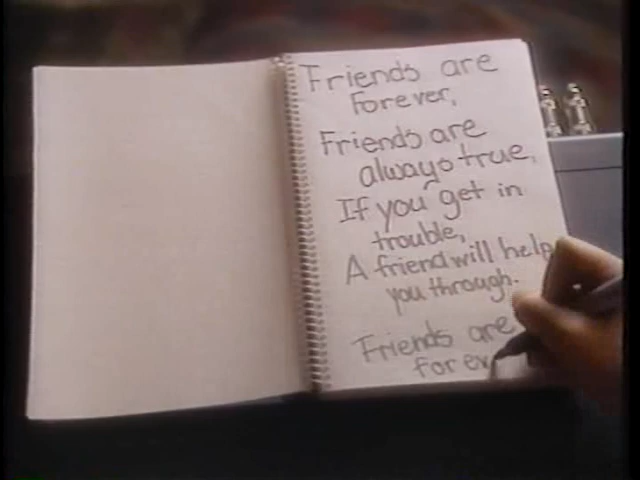 Friends are
Forever,
Friends are
always true,
If you get in
trouble,
A friend will help
you through.
Friends are
forev